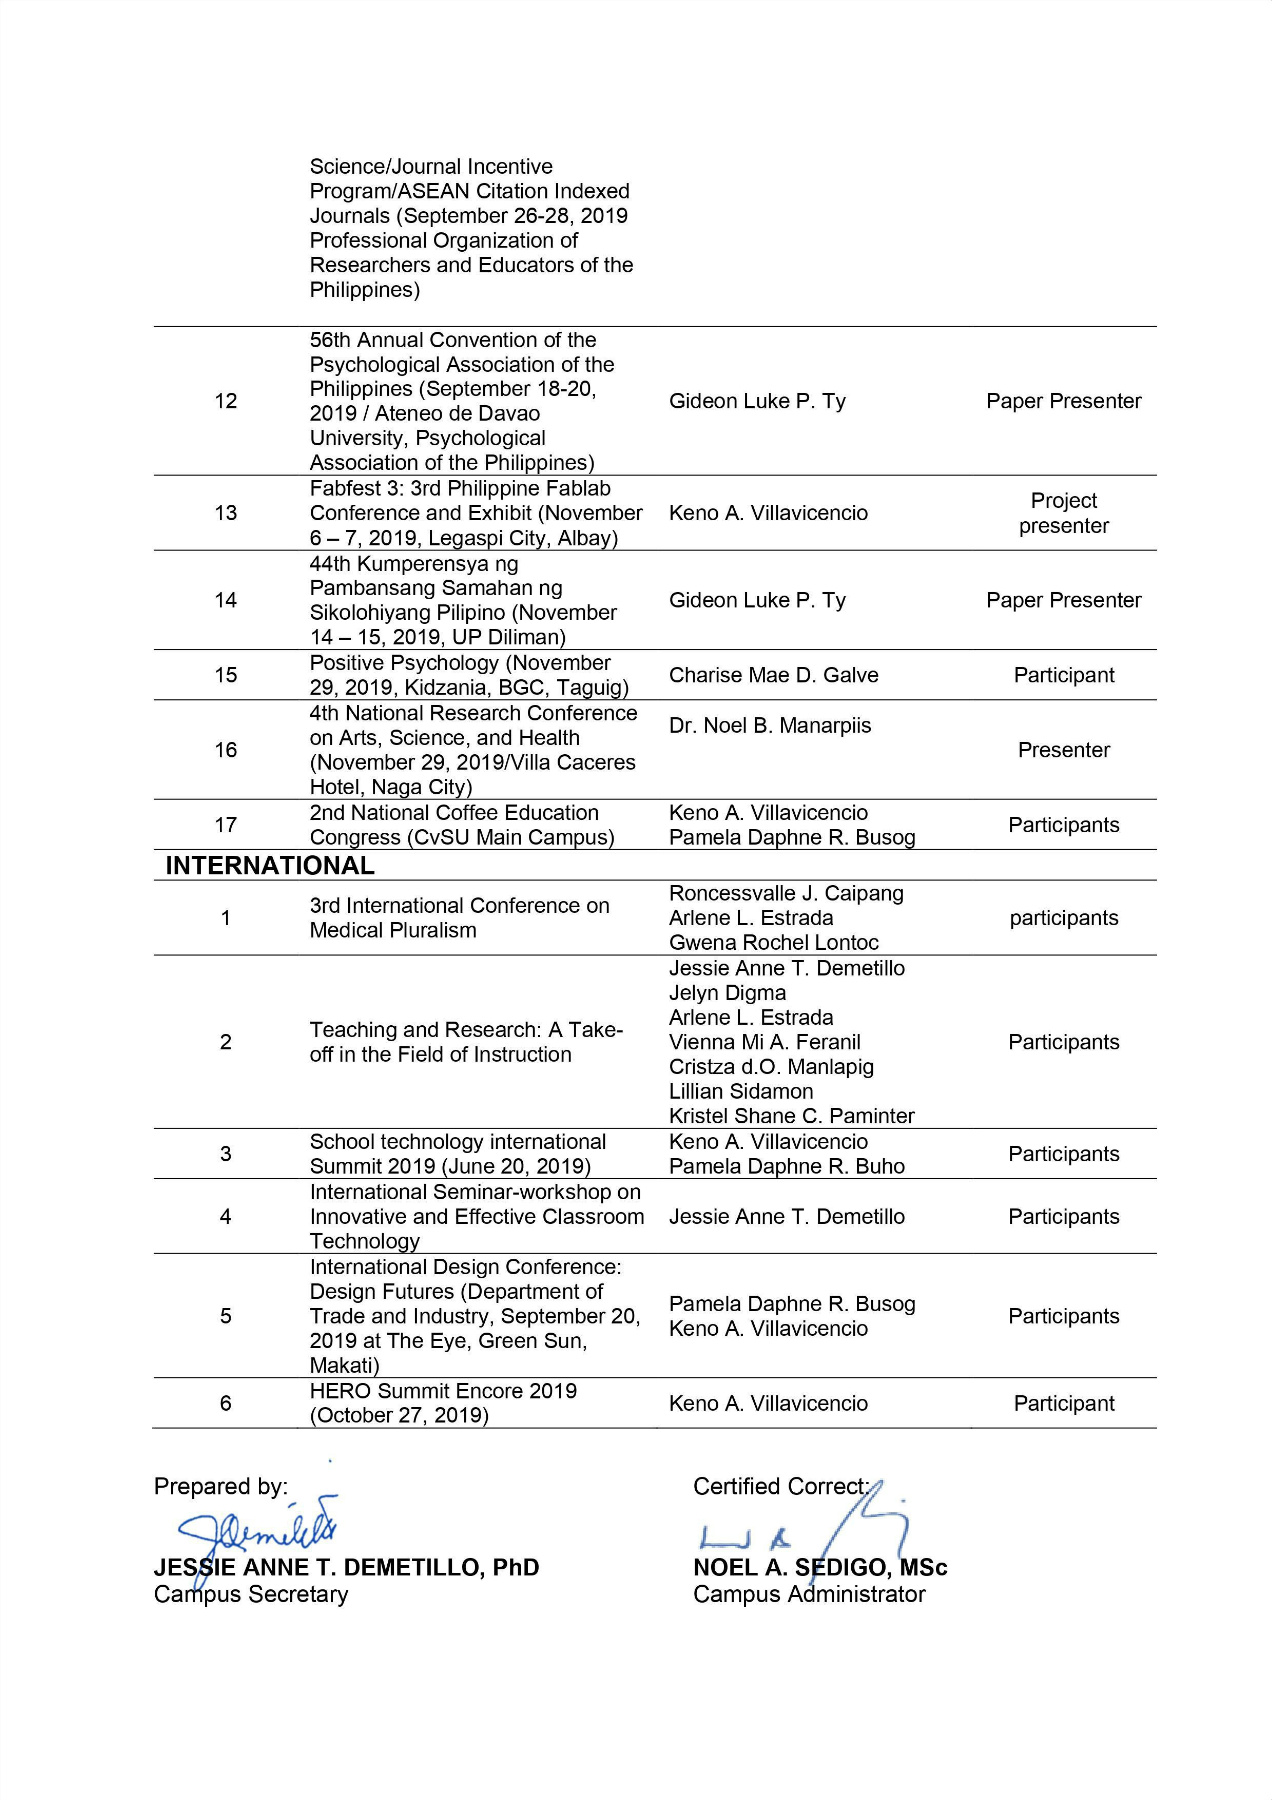 Science/Journal Incentive
Program/ASEAN Citation Indexed
Journals (September 26-28, 2019
Professional Organization of
Researchers and Educators of the
Philippines)
12
56th Annual Convention of the
Psychological Association of the
Philippines (September 18-20,
2019 / Ateneo de Davao
University, Psychological
Association of the Philippines)
Gideon Luke P. Ty
Paper Presenter
13
Fabfest 3: 3rd Philippine Fablab
Conference and Exhibit (November
6 – 7, 2019, Legaspi City, Albay)
Keno A. Villavicencio
Project
presenter
14
44th Kumperensya ng
Pambansang Samahan ng
Sikolohiyang Pilipino (November
14 – 15, 2019, UP Diliman)
Gideon Luke P. Ty
Paper Presenter
15
Positive Psychology (November
29, 2019, Kidzania, BGC, Taguig)
Charise Mae D. Galve
Participant
16
4th National Research Conference
on Arts, Science, and Health
(November 29, 2019/Villa Caceres
Hotel, Naga City)
Dr. Noel B. Manarpiis
Presenter
17
2nd National Coffee Education
Congress (CvSU Main Campus)
Keno A. Villavicencio
Pamela Daphne R. Busog
Participants
INTERNATIONAL
1
3rd International Conference on
Medical Pluralism
Roncessvalle J. Caipang
Arlene L. Estrada
Gwena Rochel Lontoc
participants
2
Teaching and Research: A Take-
off in the Field of Instruction
Jessie Anne T. Demetillo
Jelyn Digma
Arlene L. Estrada
Vienna Mi A. Feranil
Cristza d.O. Manlapig
Lillian Sidamon
Kristel Shane C. Paminter
Participants
3
School technology international
Summit 2019 (June 20, 2019)
Keno A. Villavicencio
Pamela Daphne R. Buho
Participants
4
International Seminar-workshop on
Innovative and Effective Classroom
Technology
Jessie Anne T. Demetillo
Participants
5
International Design Conference:
Design Futures (Department of
Trade and Industry, September 20,
2019 at The Eye, Green Sun,
Makati)
Pamela Daphne R. Busog
Keno A. Villavicencio
Participants
6
HERO Summit Encore 2019
(October 27, 2019)
Keno A. Villavicencio
Participant
Prepared by:
JESSIE ANNE T. DEMETILLO, PhD
Campus Secretary
Certified Correct:
NOEL A. SEDIGO, MSc
Campus Administrator